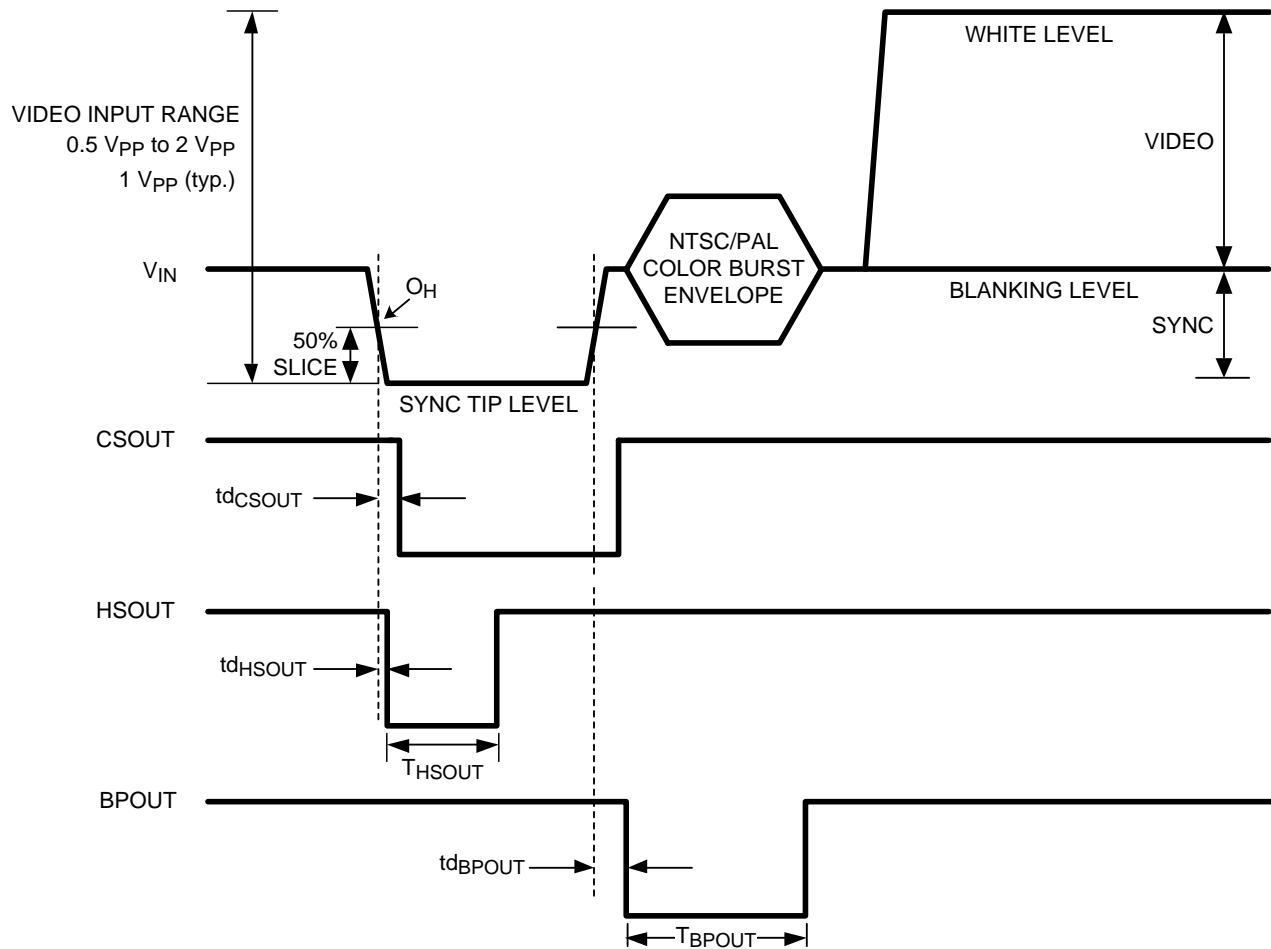 WHITE LEVEL
VIDEO INPUT RANGE
0.5 VPP to 2 VPP
1 VPP (typ.)
VIDEO
NTSC/PAL
COLOR BURST
ENVELOPE
VIN
OH
BLANKING LEVEL
SYNC
50%
SLICE
SYNC TIP LEVEL
CSOUT
tdCSOUT
HSOUT
tdHSOUT
THSOUT
BPOUT
tdBPOUT
TBPOUT